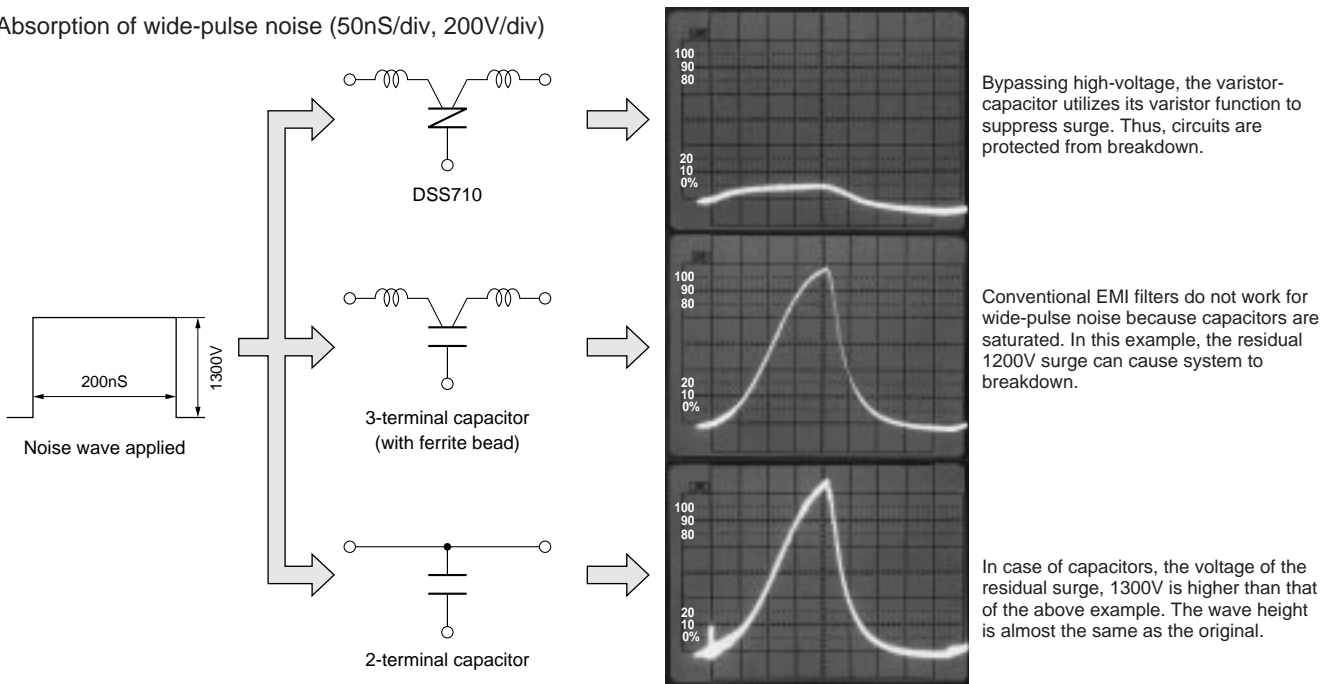 Absorption of wide-pulse noise (50nS/div, 200V/div)
DSS710
100
90
80
20
10
0%
Bypassing high-voltage, the varistor-
capacitor utilizes its varistor function to
suppress surge. Thus, circuits are
protected from breakdown.
200nS
1300V
Noise wave applied
3-terminal capacitor
(with ferrite bead)
100
90
80
20
10
0%
Conventional EMI filters do not work for
wide-pulse noise because capacitors are
saturated. In this example, the residual
1200V surge can cause system to
breakdown.
2-terminal capacitor
100
90
80
20
10
0%
In case of capacitors, the voltage of the
residual surge, 1300V is higher than that
of the above example. The wave height
is almost the same as the original.